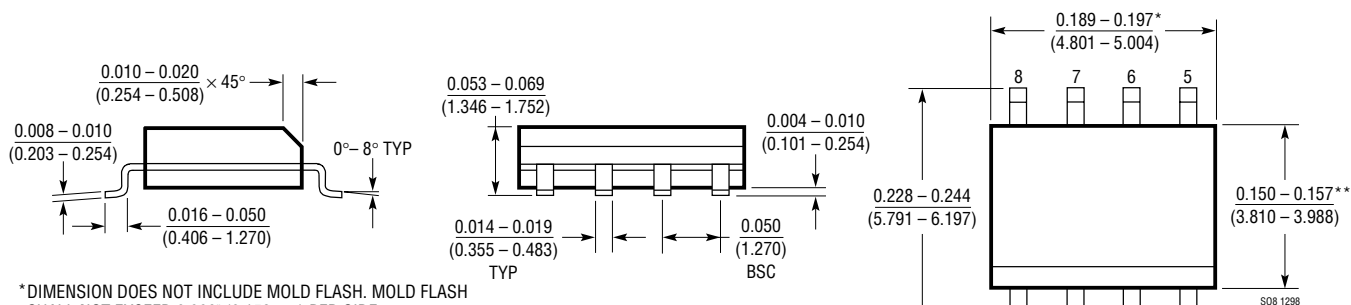 0.010 – 0.020
(0.254 – 0.508)
× 45°
0.008 – 0.010
(0.203 – 0.254)
0°– 8° TYP
0.016 – 0.050
(0.406 – 1.270)
0.053 – 0.069
(1.346 – 1.752)
0.004 – 0.010
(0.101 – 0.254)
0.014 – 0.019
(0.355 – 0.483)
TYP
0.050
(1.270)
BSC
0.189 – 0.197*
(4.801 – 5.004)
8 7 6 5
0.228 – 0.244
(5.791 – 6.197)
0.150 – 0.157**
(3.810 – 3.988)
*DIMENSION DOES NOT INCLUDE MOLD FLASH. MOLD FLASH
SO8 1298